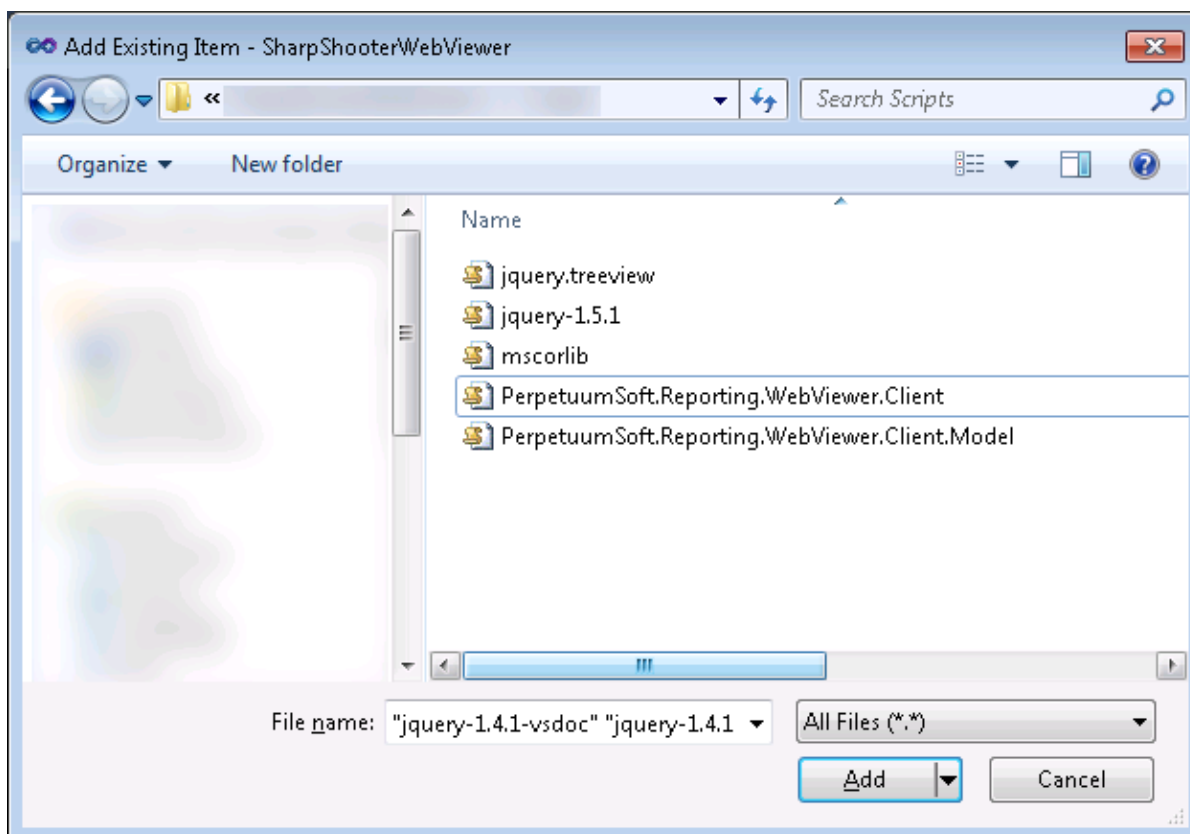 Add Existing Item - SharpShooterWebViewer
« Search Scripts
Organize New folder
Name
jquery.treeview
jquery-1.5.1
mscorlib
PerpetuumSoft.Reporting.WebViewer.Client
PerpetuumSoft.Reporting.WebViewer.Client.Model
File name: "jquery-1.4.1-vsdoc" "jquery-1.4.1 All Files (*.*)
Add Cancel